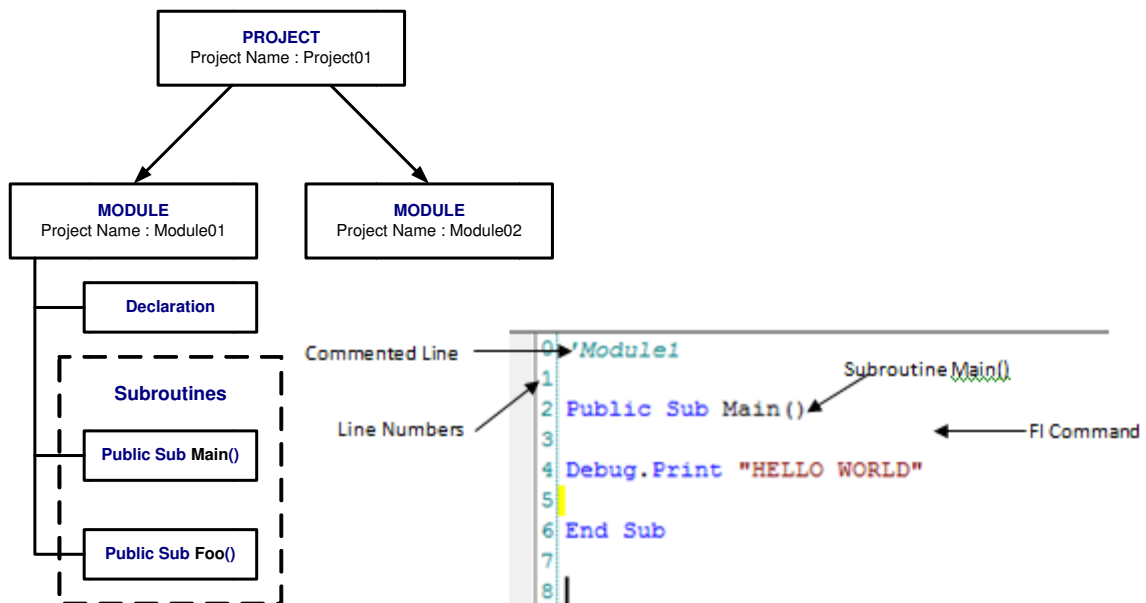 PROJECT
Project Name : Project01
MODULE
Project Name : Module01
MODULE
Project Name : Module02
Declaration
Subroutines
Public Sub Main()
Public Sub Foo()
Commented Line
Line Numbers
Subroutine Main()
FI Command
0 'Module1
1
2 Public Sub Main()
3
4 Debug.Print "HELLO WORLD"
5
6 End Sub
7
8